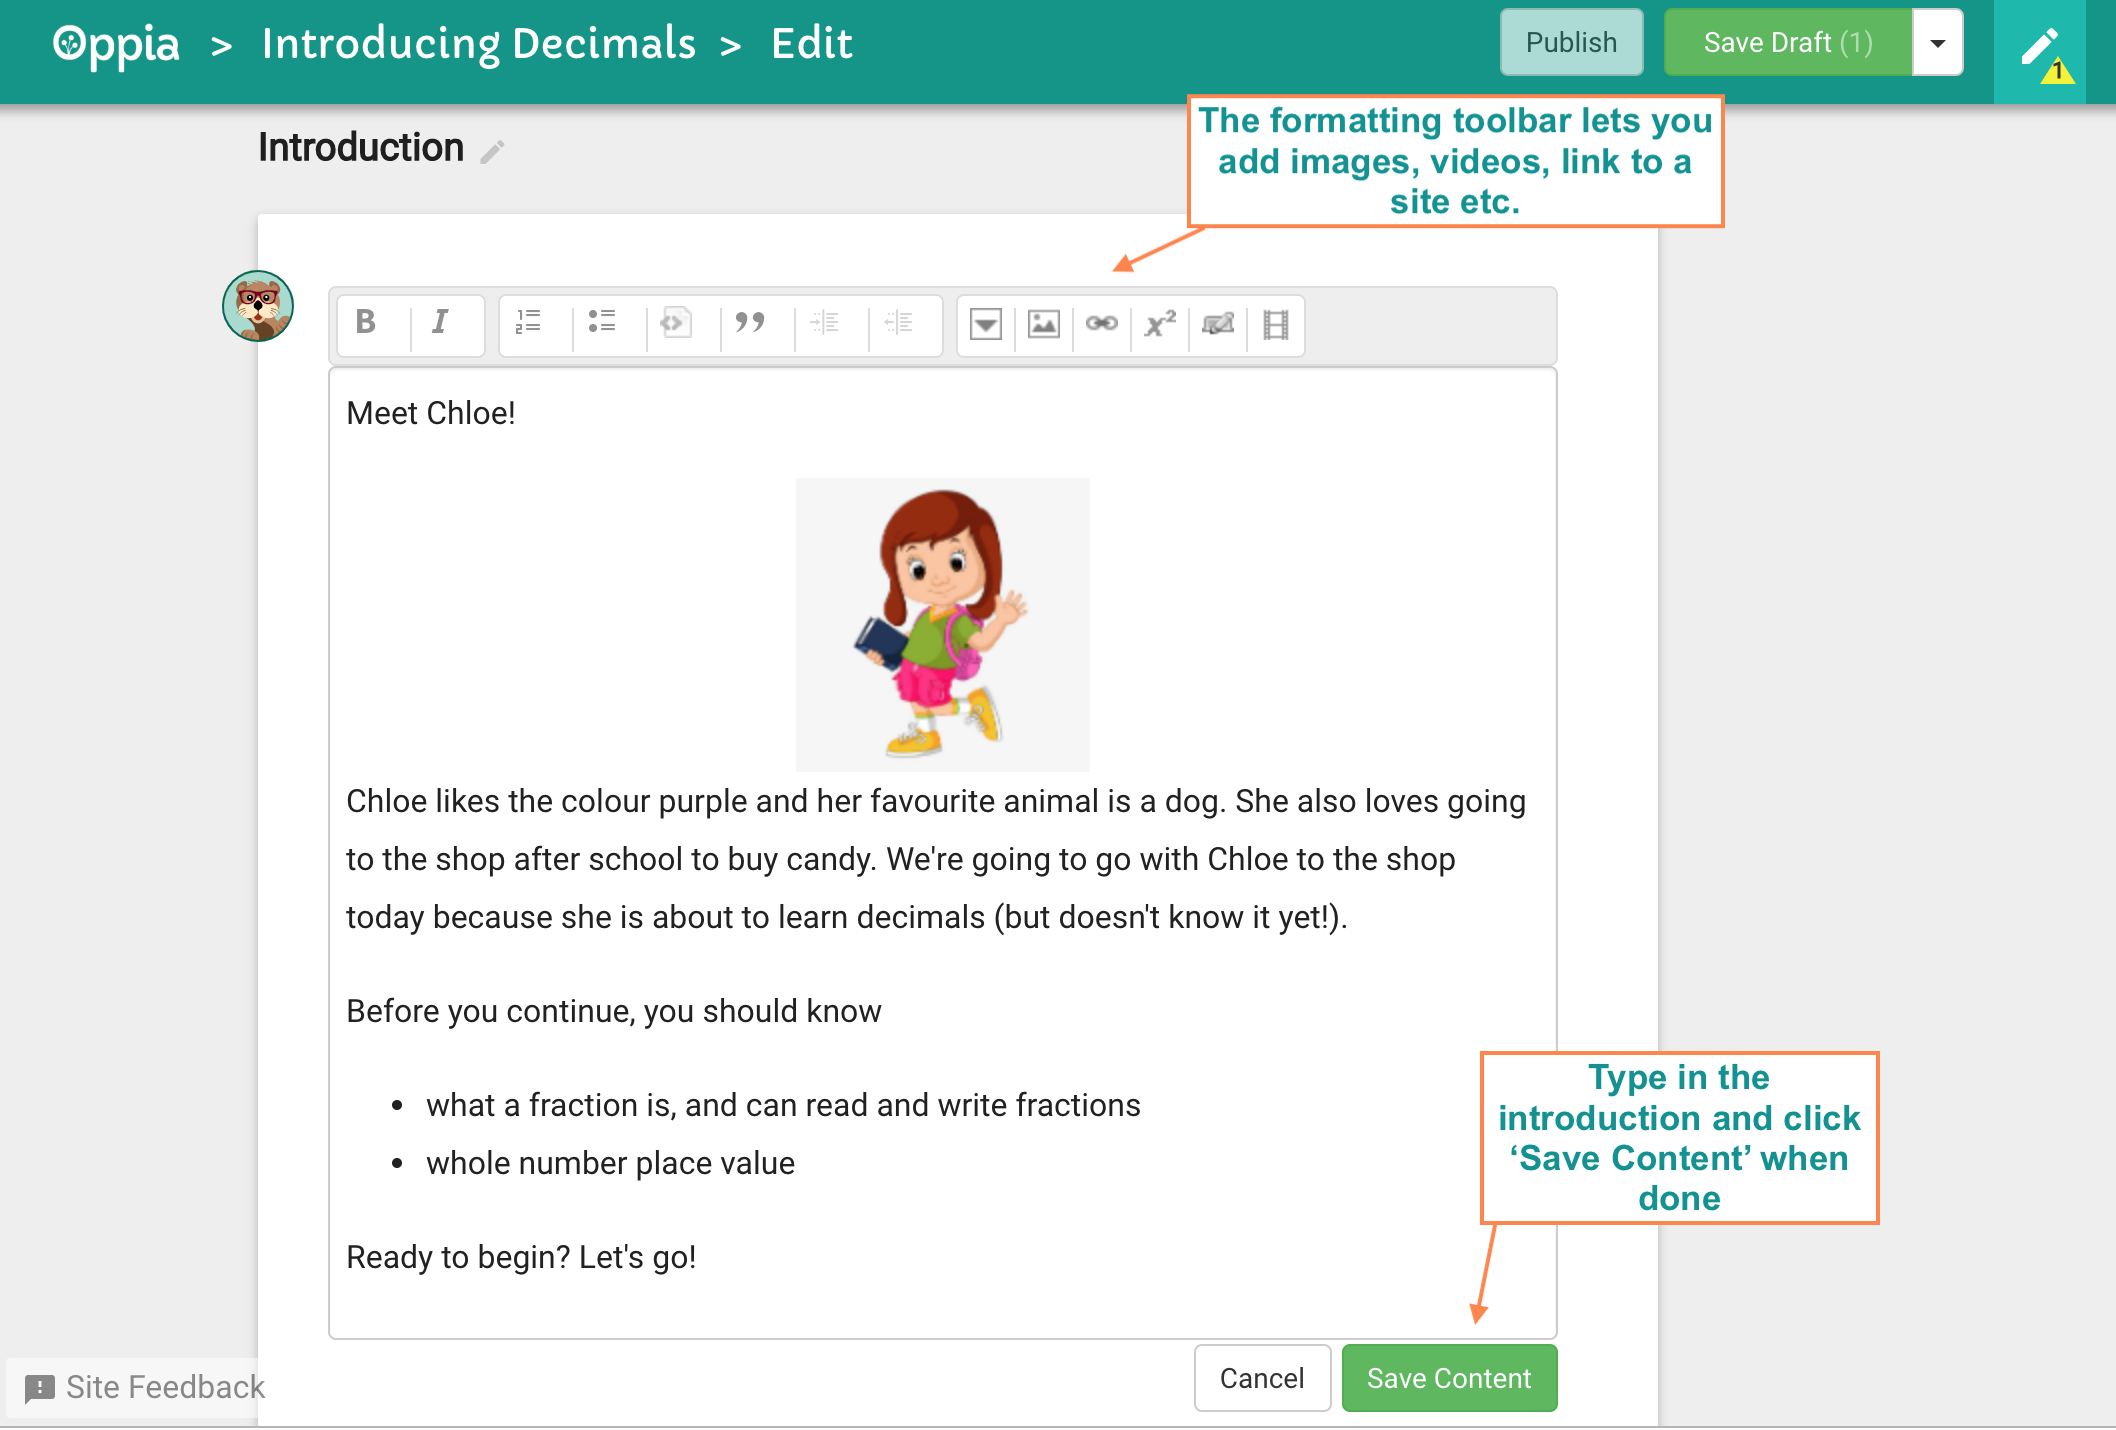 Oppia > Introducing Decimals > Edit
Publish
Save Draft (1)
1
Introduction
The formatting toolbar lets you
add images, videos, link to a
site etc.
B I
x²
Meet Chloe!
Chloe likes the colour purple and her favourite animal is a dog. She also loves going
to the shop after school to buy candy. We're going to go with Chloe to the shop
today because she is about to learn decimals (but doesn't know it yet!).
Before you continue, you should know
• what a fraction is, and can read and write fractions
• whole number place value
Type in the
introduction and click
‘Save Content’ when
done
Ready to begin? Let's go!
Cancel
Save Content
Site Feedback